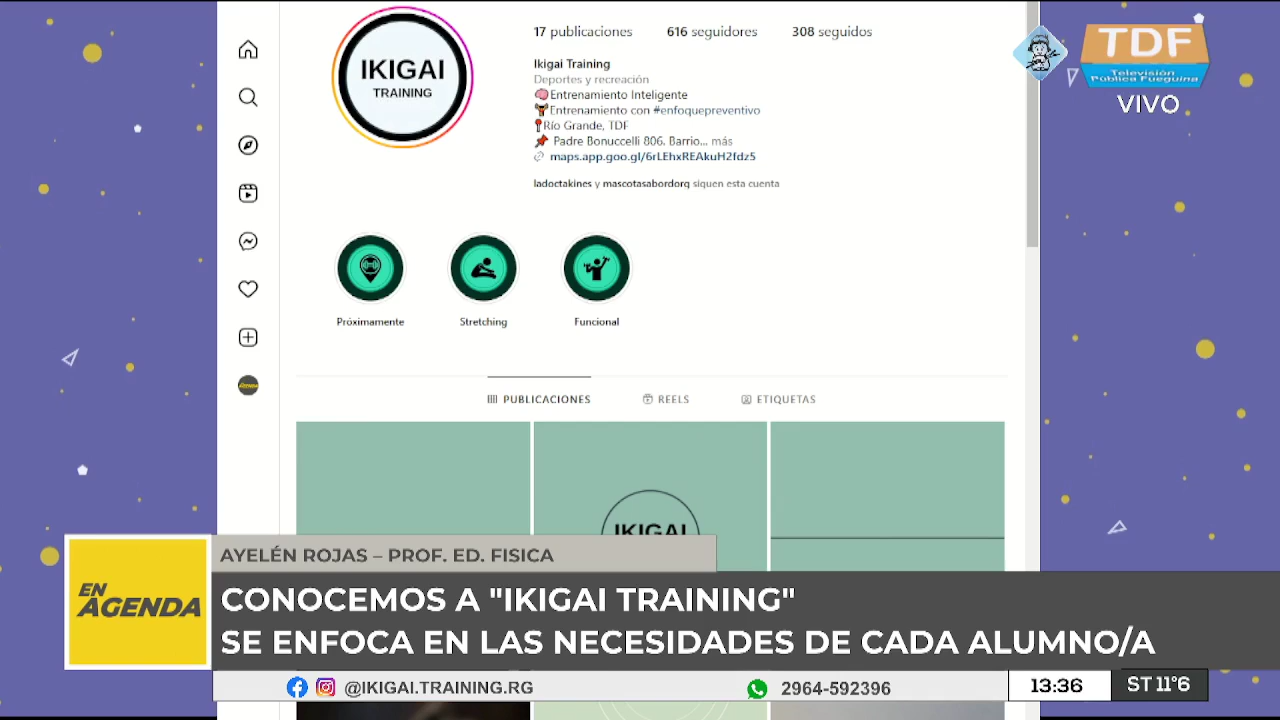 17 publicaciones 616 seguidores 308 seguidos
IKIGAI
TRAINING
Ikigai Training
Deportes y recreación
Entrenamiento Inteligente
Entrenamiento con #enfoquepreventivo
Río Grande, TDF
Padre Bonuccelli 806, Barrio... más
maps.app.goo.gl/6rLEhxREAkuH2fdz5
ladoctakines y mascotasabordorg siquen esta cuenta
TDF
Televisión
Pública Fueguina
VIVO
Próximamente Stretching Funcional
PUBLICACIONES REELS ETIQUETAS
IKIGAI
AYELÉN ROJAS – PROF. ED. FISICA
EN
AGENDA
CONOCEMOS A "IKIGAI TRAINING"
SE ENFOCA EN LAS NECESIDADES DE CADA ALUMNO/A
@IKIGAI.TRAINING.RG 2964-592396 13:36 ST 11°6